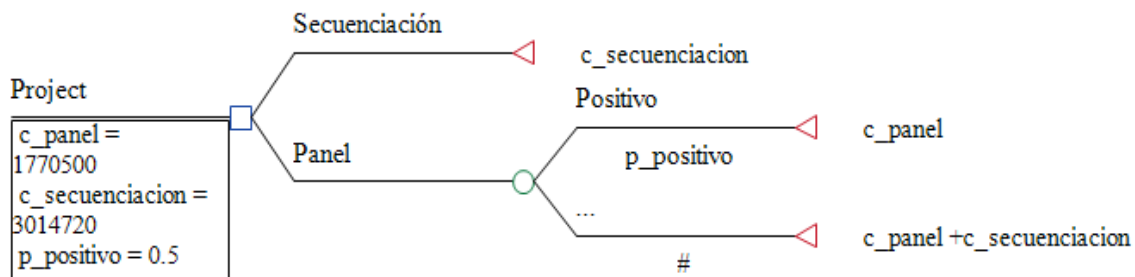 Secuenciación
c_secuenciacion
Project
Positivo
c_panel =
1770500
c_secuenciacion =
3014720
p_positivo = 0.5
Panel
p_positivo
c_panel
...
#
c_panel +c_secuenciacion